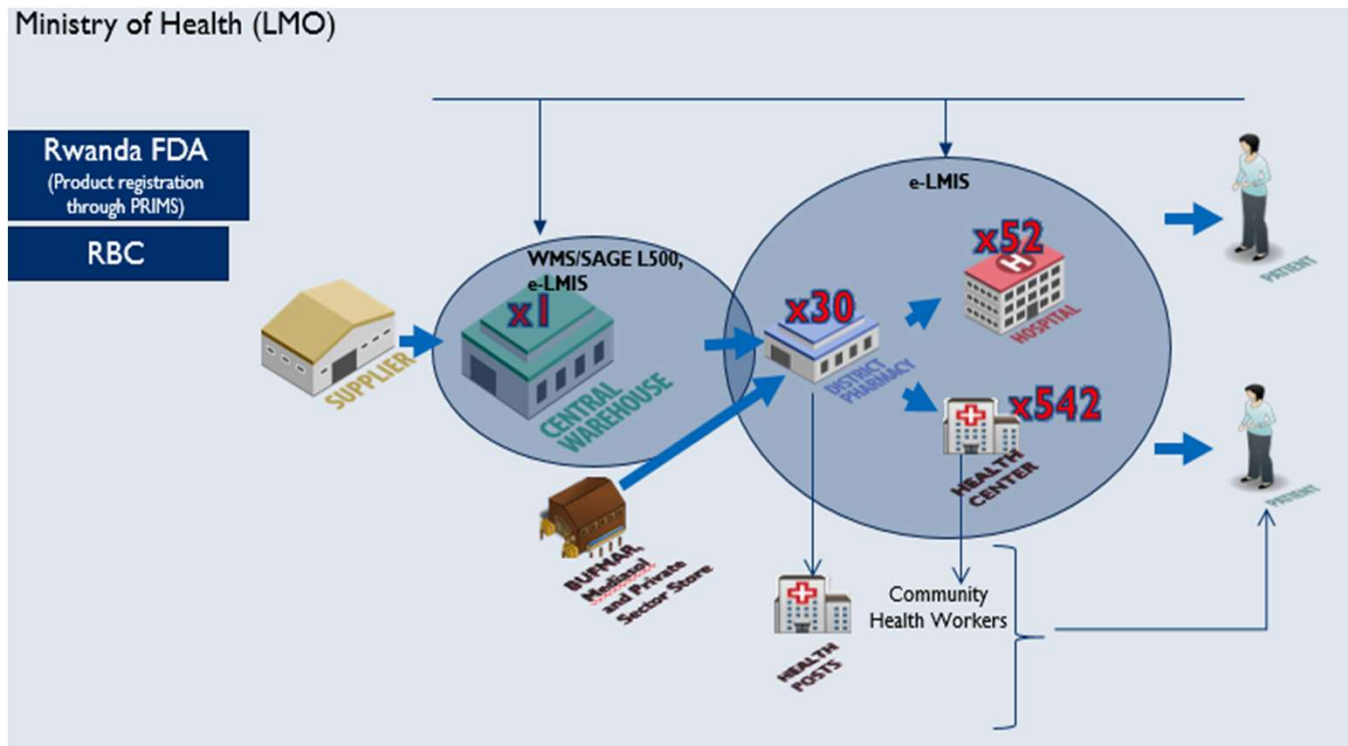 Ministry of Health (LMO)
Rwanda FDA
(Product registration
through PRIMS)
RBC
e-LMIS
WMS/SAGE L500,
e-LMIS
x1
x30
x52
x542
SUPPLIER
CENTRAL
WAREHOUSE
DISTRICT
PHARMACY
HOSPITAL
HEALTH
CENTER
PATIENT
PATIENT
BUFMAR,
Mediasol
and Private
Sector Store
HEALTH
POSTS
Community
Health Workers